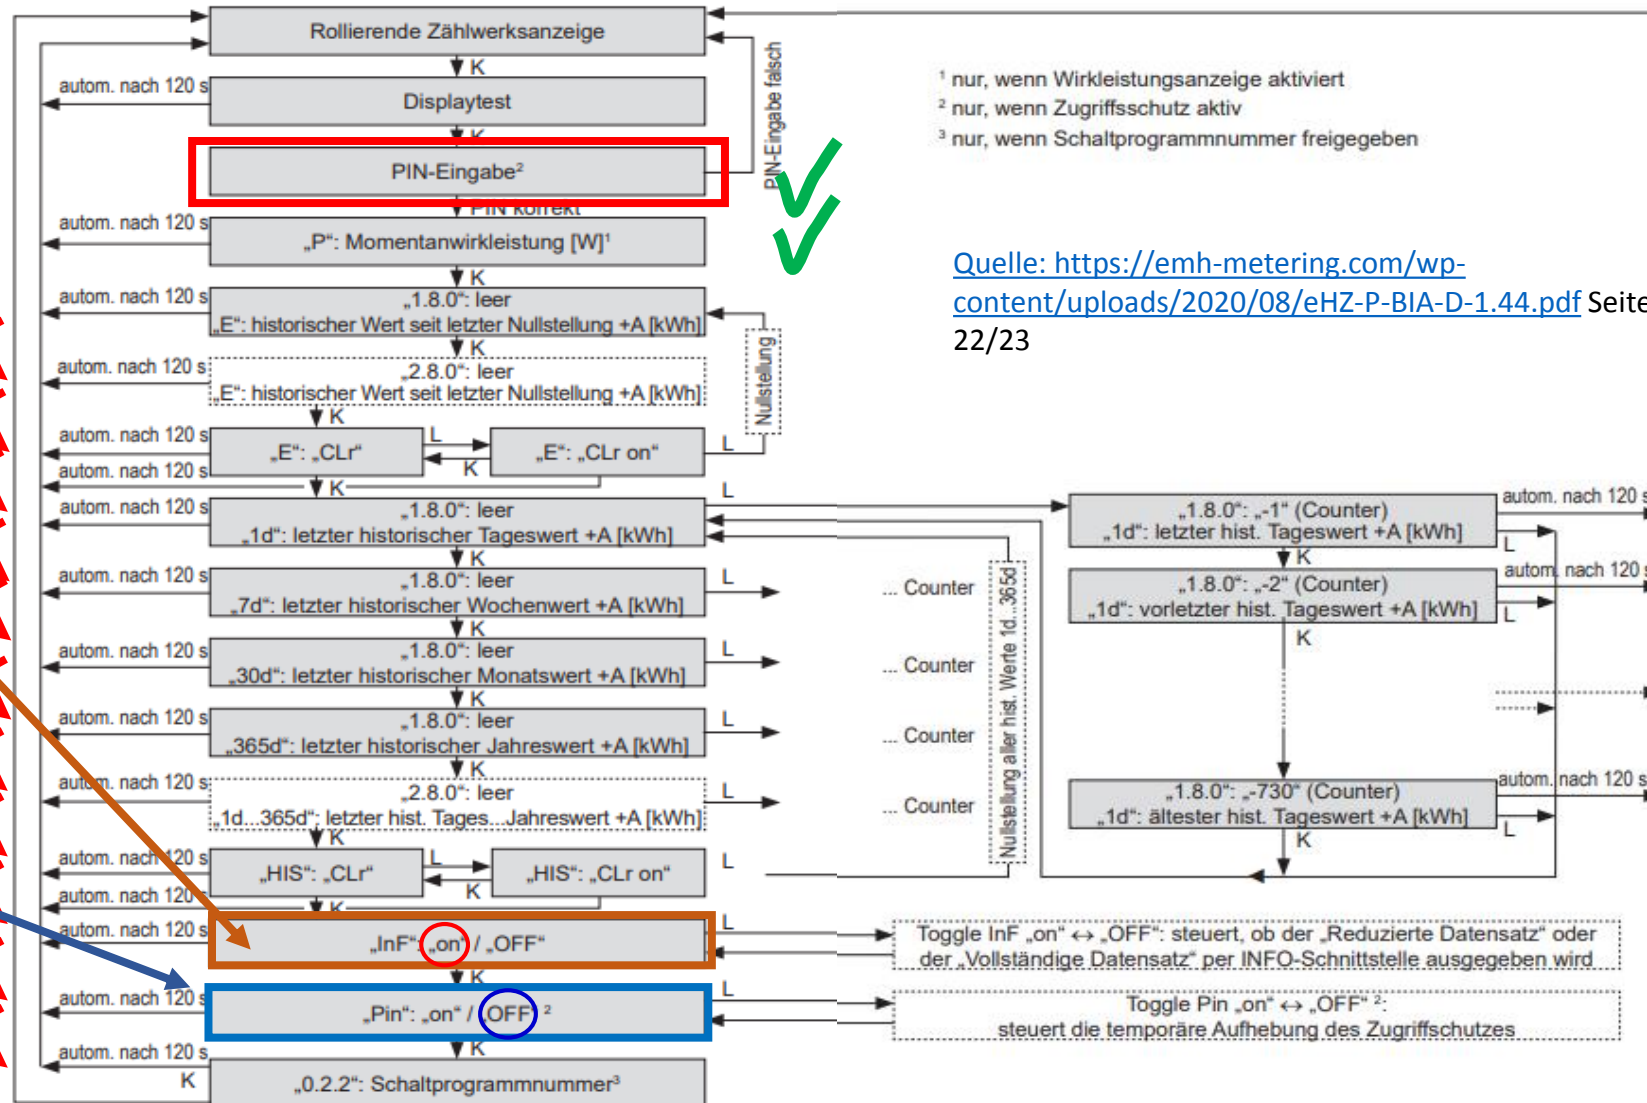 Rollierende Zählwerksanzeige
K
autom. nach 120 s
Displaytest
K
PIN-Eingabe²
PIN-Eingabe falsch
PIN korrekt
autom. nach 120 s
„P“: Momentanwirkleistung [W]¹
K
autom. nach 120 s
„1.8.0“: leer
„E“: historischer Wert seit letzter Nullstellung +A [kWh]
K
autom. nach 120 s
„2.8.0“: leer
„E“: historischer Wert seit letzter Nullstellung +A [kWh]
Nullstellung
K
autom. nach 120 s
„E“: „CLr“
L
K
„E“: „CLr on“
L
autom. nach 120 s
K
autom. nach 120 s
„1.8.0“: leer
„1d“: letzter historischer Tageswert +A [kWh]
L
K
autom. nach 120 s
„1.8.0“: leer
„7d“: letzter historischer Wochenwert +A [kWh]
L
... Counter
K
autom. nach 120 s
„1.8.0“: leer
„30d“: letzter historischer Monatswert +A [kWh]
L
... Counter
K
autom. nach 120 s
„1.8.0“: leer
„365d“: letzter historischer Jahreswert +A [kWh]
L
... Counter
K
autom. nach 120 s
„2.8.0“: leer
„1d...365d“: letzter hist. Tages...Jahreswert +A [kWh]
L
... Counter
Nullstellung aller hist. Werte 1d...365d
K
autom. nach 120 s
„HIS“: „CLr“
L
K
„HIS“: „CLr on“
L
autom. nach 120 s
K
autom. nach 120 s
„InF“: „on“ / „OFF“
L
Toggle InF „on“ ↔ „OFF“: steuert, ob der „Reduzierte Datensatz“ oder
der „Vollständige Datensatz“ per INFO-Schnittstelle ausgegeben wird
K
autom. nach 120 s
„Pin“: „on“ / „OFF“ ²
L
Toggle Pin „on“ ↔ „OFF“ ²:
steuert die temporäre Aufhebung des Zugriffschutzes
K
autom. nach 120 s
K
„0.2.2“: Schaltprogrammnummer³
¹ nur, wenn Wirkleistungsanzeige aktiviert
² nur, wenn Zugriffsschutz aktiv
³ nur, wenn Schaltprogrammnummer freigegeben
Quelle: https://emh-metering.com/wp-
content/uploads/2020/08/eHZ-P-BIA-D-1.44.pdf Seite
22/23
„1.8.0“: „-1“ (Counter)
„1d“: letzter hist. Tageswert +A [kWh]
autom. nach 120 s
L
K
„1.8.0“: „-2“ (Counter)
„1d“: vorletzter hist. Tageswert +A [kWh]
autom. nach 120 s
L
K
„1.8.0“: „-730“ (Counter)
„1d“: ältester hist. Tageswert +A [kWh]
autom. nach 120 s
L
K